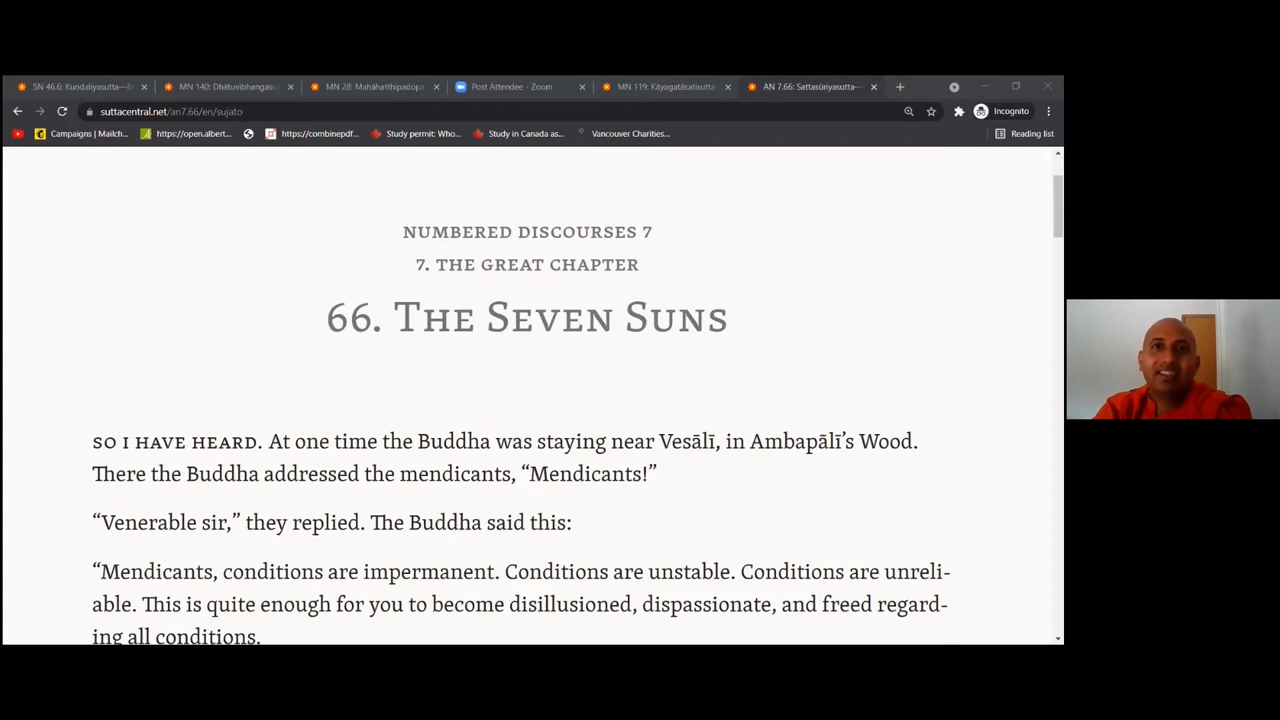 SN 46.6: Kuṇḍaliyasutta—B
MN 140: Dhātuvibhaṅgasu
MN 28: Mahāhatthipadopa
Post Attendee - Zoom
MN 119: Kāyagatāsatisutta
AN 7.66: Sattasūriyasutta—
suttacentral.net/an7.66/en/sujato
Incognito
Campaigns | Mailch...
https://open.albert...
https://combinepdf...
Study permit: Who...
Study in Canada as...
Vancouver Charities...
Reading list
NUMBERED DISCOURSES 7
7. THE GREAT CHAPTER
66. The Seven Suns
SO I HAVE HEARD. At one time the Buddha was staying near Vesālī, in Ambapālī’s Wood.
There the Buddha addressed the mendicants, “Mendicants!”
“Venerable sir,” they replied. The Buddha said this:
“Mendicants, conditions are impermanent. Conditions are unstable. Conditions are unreli-
able. This is quite enough for you to become disillusioned, dispassionate, and freed regard-
ing all conditions.